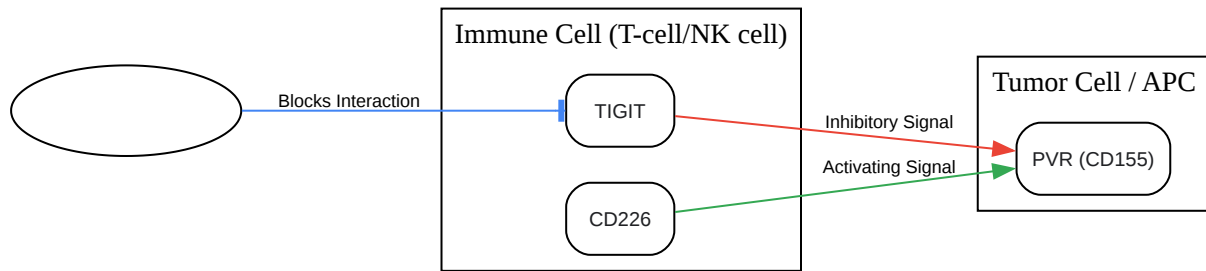 Immune Cell (T-cell/NK cell)
Blocks Interaction
TIGIT
CD226
Inhibitory Signal
Activating Signal
Tumor Cell / APC
PVR (CD155)